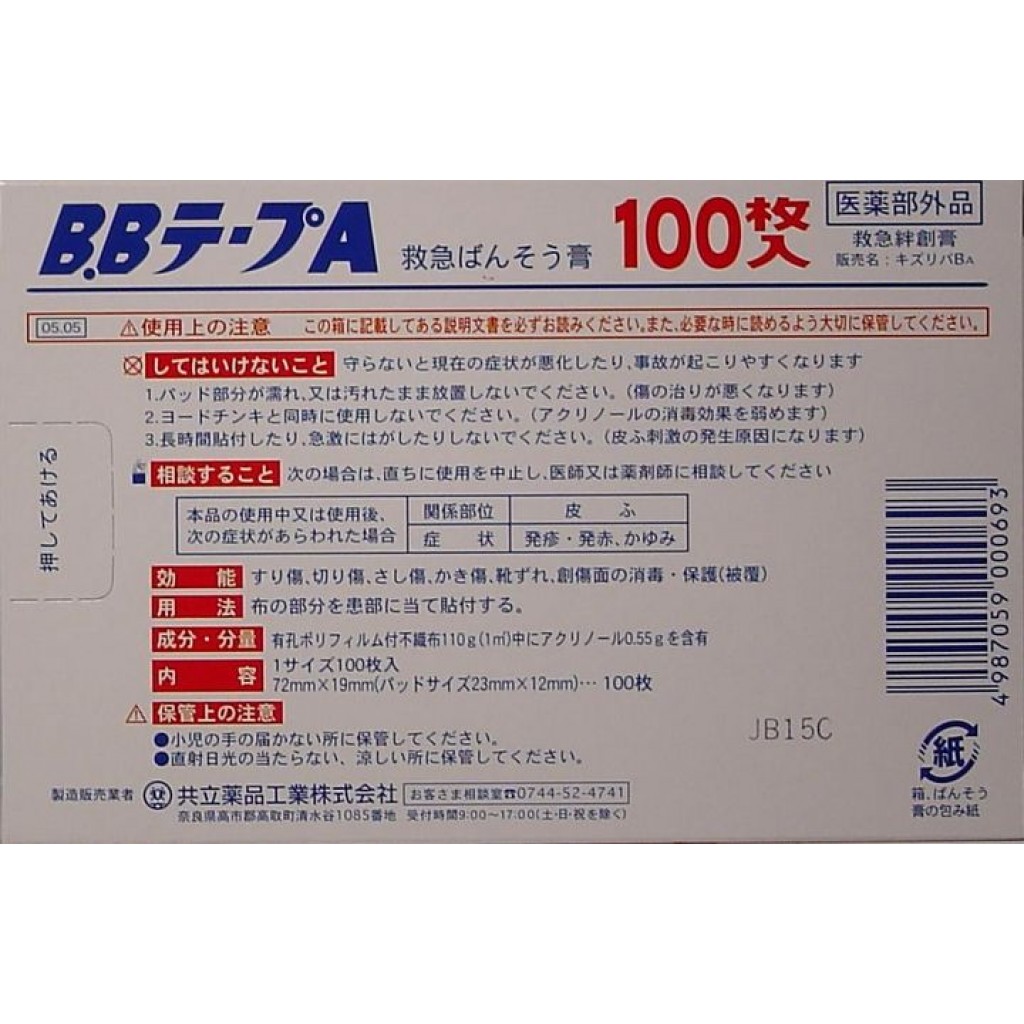 B.BテープA 救急ばんそう膏 100枚入
医薬部外品
救急絆創膏
販売名：キズリバBA
05.05 ⚠使用上の注意 この箱に記載してある説明文書を必ずお読みください。また、必要な時に読めるよう大切に保管してください。
してはいけないこと 守らないと現在の症状が悪化したり、事故が起こりやすくなります
1.パッド部分が濡れ、又は汚れたまま放置しないでください。（傷の治りが悪くなります）
2.ヨードチンキと同時に使用しないでください。（アクリノールの消毒効果を弱めます）
3.長時間貼付したり、急激にはがしたりしないでください。（皮ふ刺激の発生原因になります）
相談すること 次の場合は、直ちに使用を中止し、医師又は薬剤師に相談してください
本品の使用中又は使用後、
次の症状があらわれた場合
関係部位 皮ふ
症状 発疹・発赤、かゆみ
押してあける
効能 すり傷、切り傷、さし傷、かき傷、靴ずれ、創傷面の消毒・保護(被覆)
用法 布の部分を患部に当て貼付する。
成分・分量 有孔ポリフィルム付不織布110g(1㎡)中にアクリノール0.55gを含有
内容 1サイズ100枚入
72mm×19mm(パッドサイズ23mm×12mm)… 100枚
⚠保管上の注意
●小児の手の届かない所に保管してください。
●直射日光の当たらない、涼しい所に保管してください。
JB15C
4987059000693
製造販売業者 共立薬品工業株式会社 お客さま相談室☎0744-52-4741
奈良県高市郡高取町清水谷1085番地 受付時間9:00〜17:00(土・日・祝を除く)
紙
箱、ばんそう
膏の包み紙